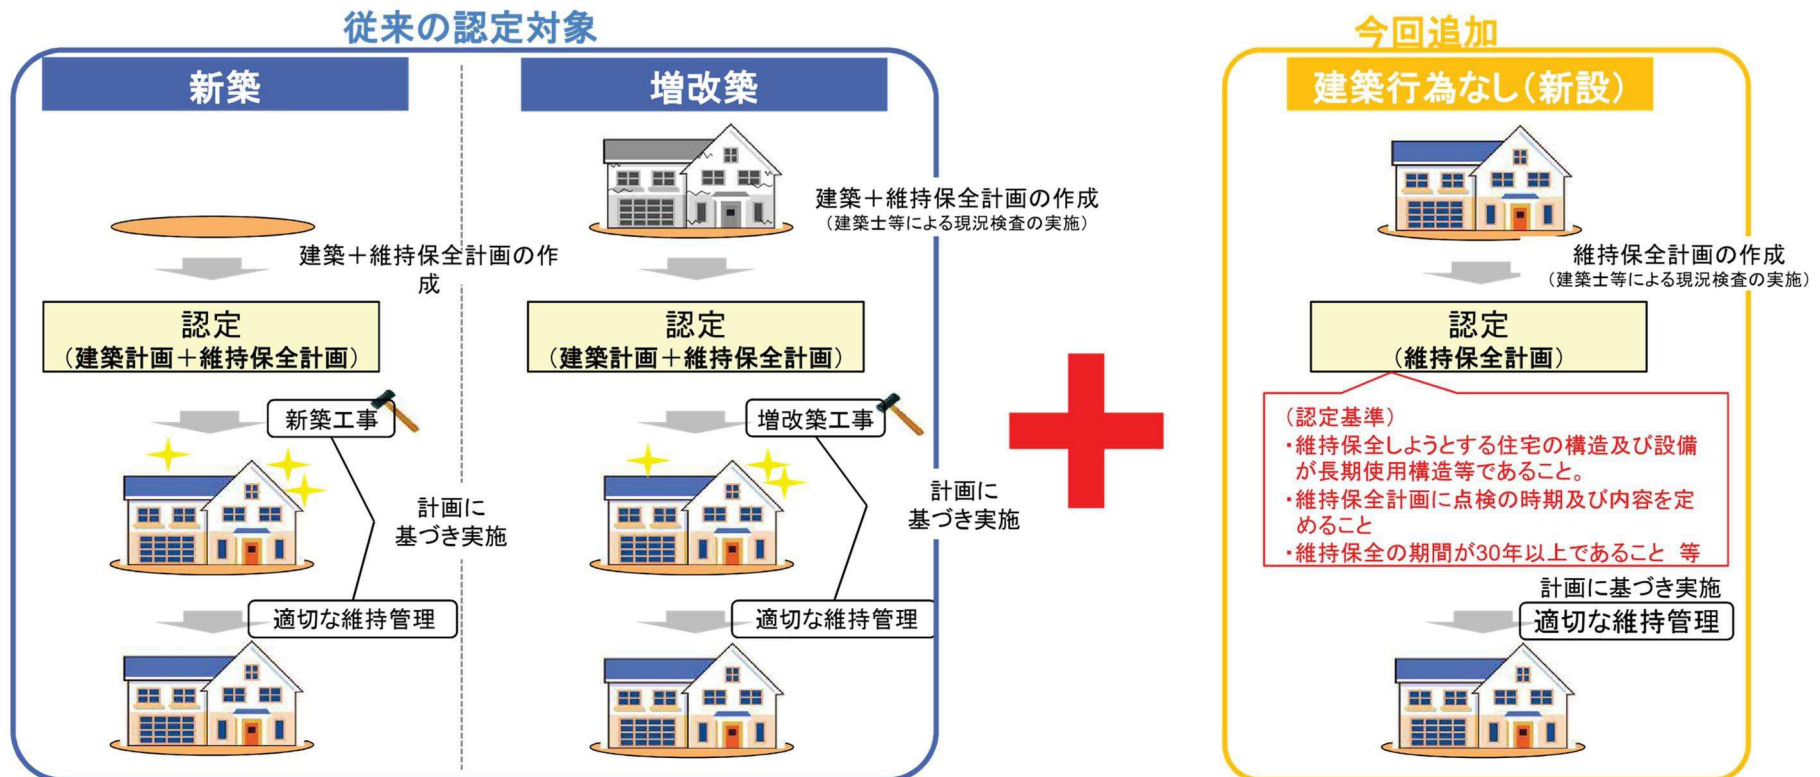 従来の認定対象
新築
建築+維持保全計画の作
成
認定
（建築計画+維持保全計画）
新築工事
計画に
基づき実施
適切な維持管理
増改築
建築+維持保全計画の作成
（建築士等による現況検査の実施）
認定
（建築計画+維持保全計画）
増改築工事
計画に
基づき実施
適切な維持管理
今回追加
建築行為なし（新設）
維持保全計画の作成
（建築士等による現況検査の実施）
認定
（維持保全計画）
（認定基準）
・維持保全しようとする住宅の構造及び設備
が長期使用構造等であること。
・維持保全計画に点検の時期及び内容を定
めること
・維持保全の期間が30年以上であること 等
計画に基づき実施
適切な維持管理